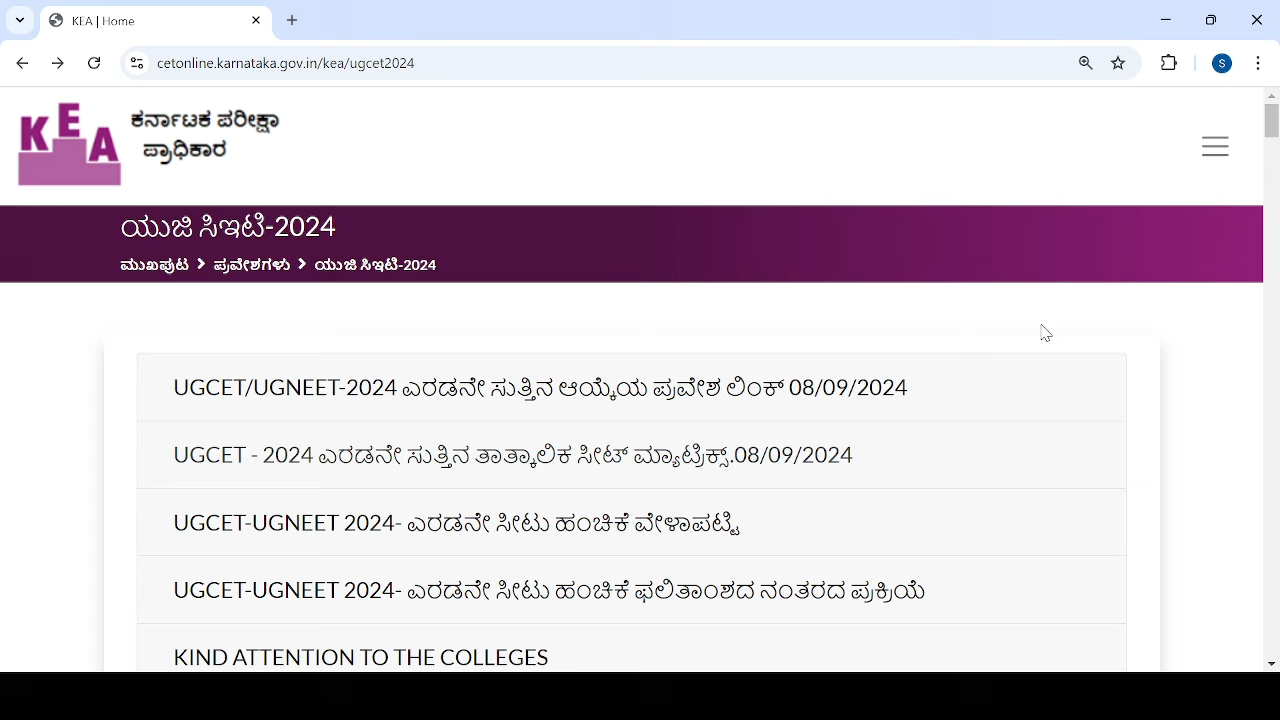 KEA | Home
cetonline.karnataka.gov.in/kea/ugcet2024
S
KEA
ಕರ್ನಾಟಕ ಪರೀಕ್ಷಾ
ಪ್ರಾಧಿಕಾರ
ಯುಜಿ ಸಿಇಟಿ-2024
ಮುಖಪುಟ > ಪ್ರವೇಶಗಳು > ಯುಜಿ ಸಿಇಟಿ-2024
UGCET/UGNEET-2024 ಎರಡನೇ ಸುತ್ತಿನ ಆಯ್ಕೆಯ ಪ್ರವೇಶ ಲಿಂಕ್ 08/09/2024
UGCET - 2024 ಎರಡನೇ ಸುತ್ತಿನ ತಾತ್ಕಾಲಿಕ ಸೀಟ್ ಮ್ಯಾಟ್ರಿಕ್ಸ್.08/09/2024
UGCET-UGNEET 2024- ಎರಡನೇ ಸೀಟು ಹಂಚಿಕೆ ವೇಳಾಪಟ್ಟಿ
UGCET-UGNEET 2024- ಎರಡನೇ ಸೀಟು ಹಂಚಿಕೆ ಫಲಿತಾಂಶದ ನಂತರದ ಪ್ರಕ್ರಿಯೆ
KIND ATTENTION TO THE COLLEGES